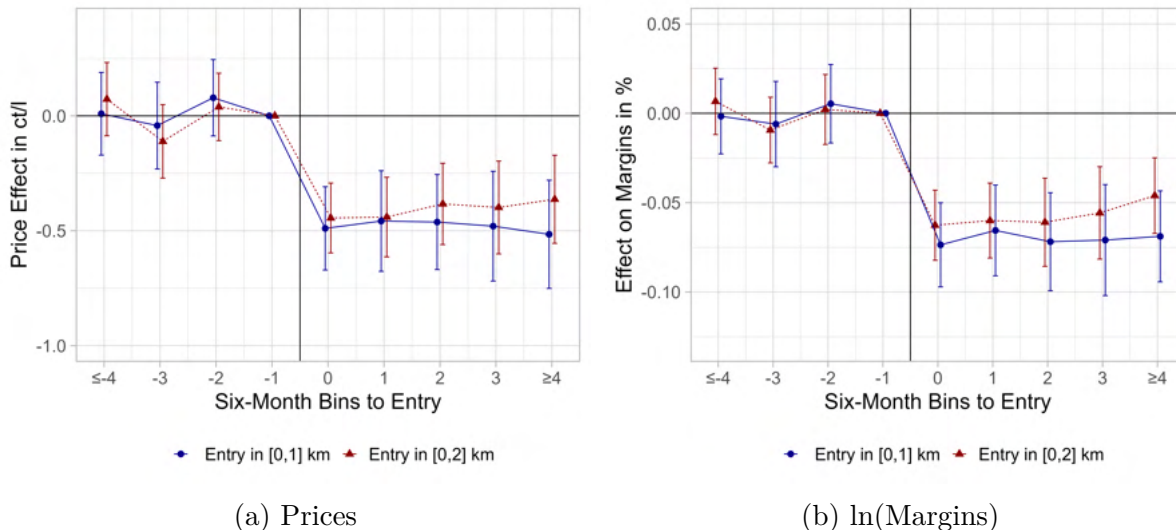 Price Effect in ct/l
0.0
-0.5
-1.0
≤-4 -3 -2 -1 0 1 2 3 ≥4
Six-Month Bins to Entry
Entry in [0,1] km Entry in [0,2] km
(a) Prices
Effect on Margins in %
0.05
0.00
-0.05
-0.10
≤-4 -3 -2 -1 0 1 2 3 ≥4
Six-Month Bins to Entry
Entry in [0,1] km Entry in [0,2] km
(b) ln(Margins)